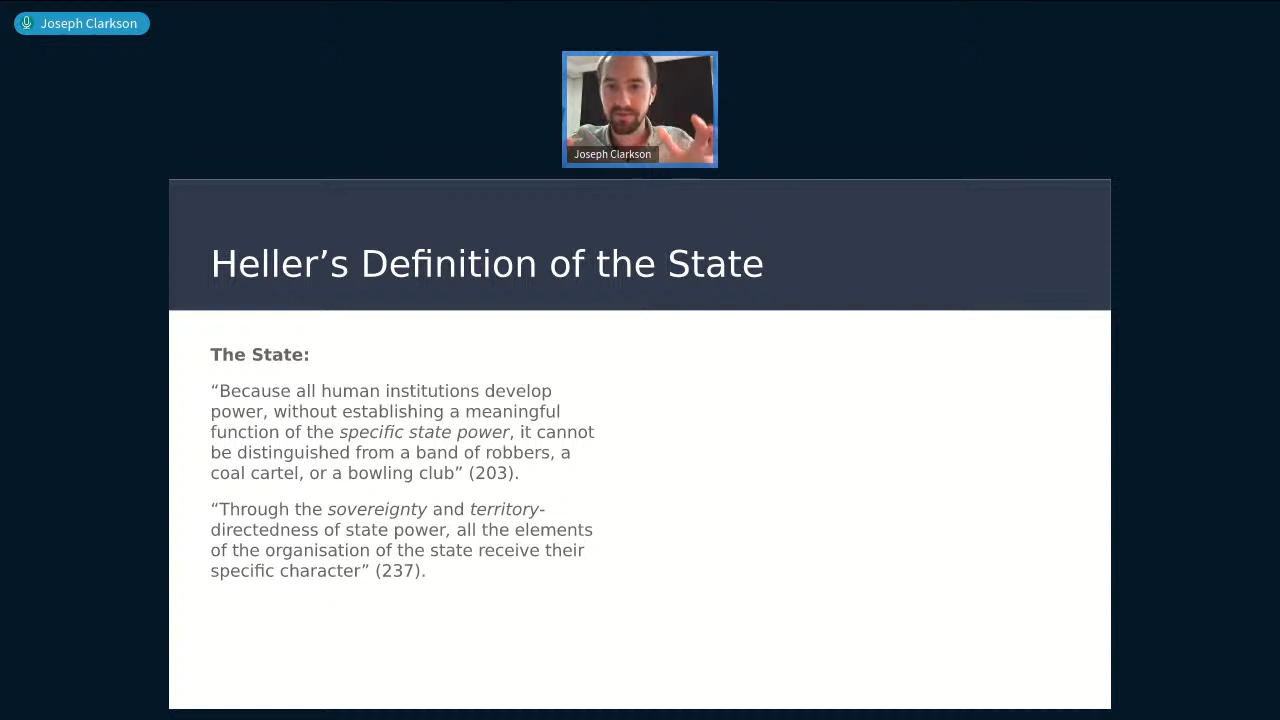 Joseph Clarkson
Joseph Clarkson
Heller’s Definition of the State
The State:
“Because all human institutions develop
power, without establishing a meaningful
function of the specific state power, it cannot
be distinguished from a band of robbers, a
coal cartel, or a bowling club” (203).
“Through the sovereignty and territory-
directedness of state power, all the elements
of the organisation of the state receive their
specific character” (237).